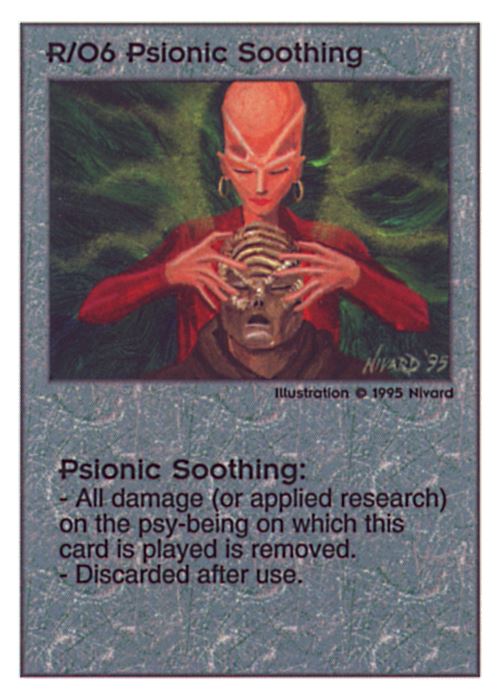 R/06 Psionic Soothing
NIVARD '95
Illustration © 1995 Nivard
Psionic Soothing:
- All damage (or applied research)
on the psy-being on which this
card is played is removed.
- Discarded after use.